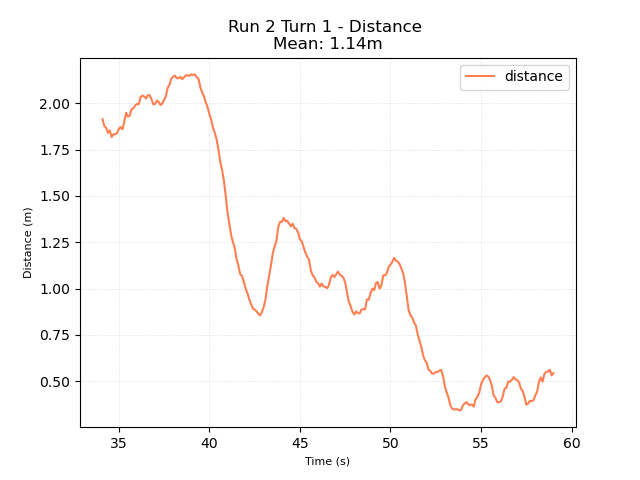 Run 2 Turn 1 - Distance
Mean: 1.14m
distance
Distance (m)
2.00
1.75
1.50
1.25
1.00
0.75
0.50
35 40 45 50 55 60
Time (s)